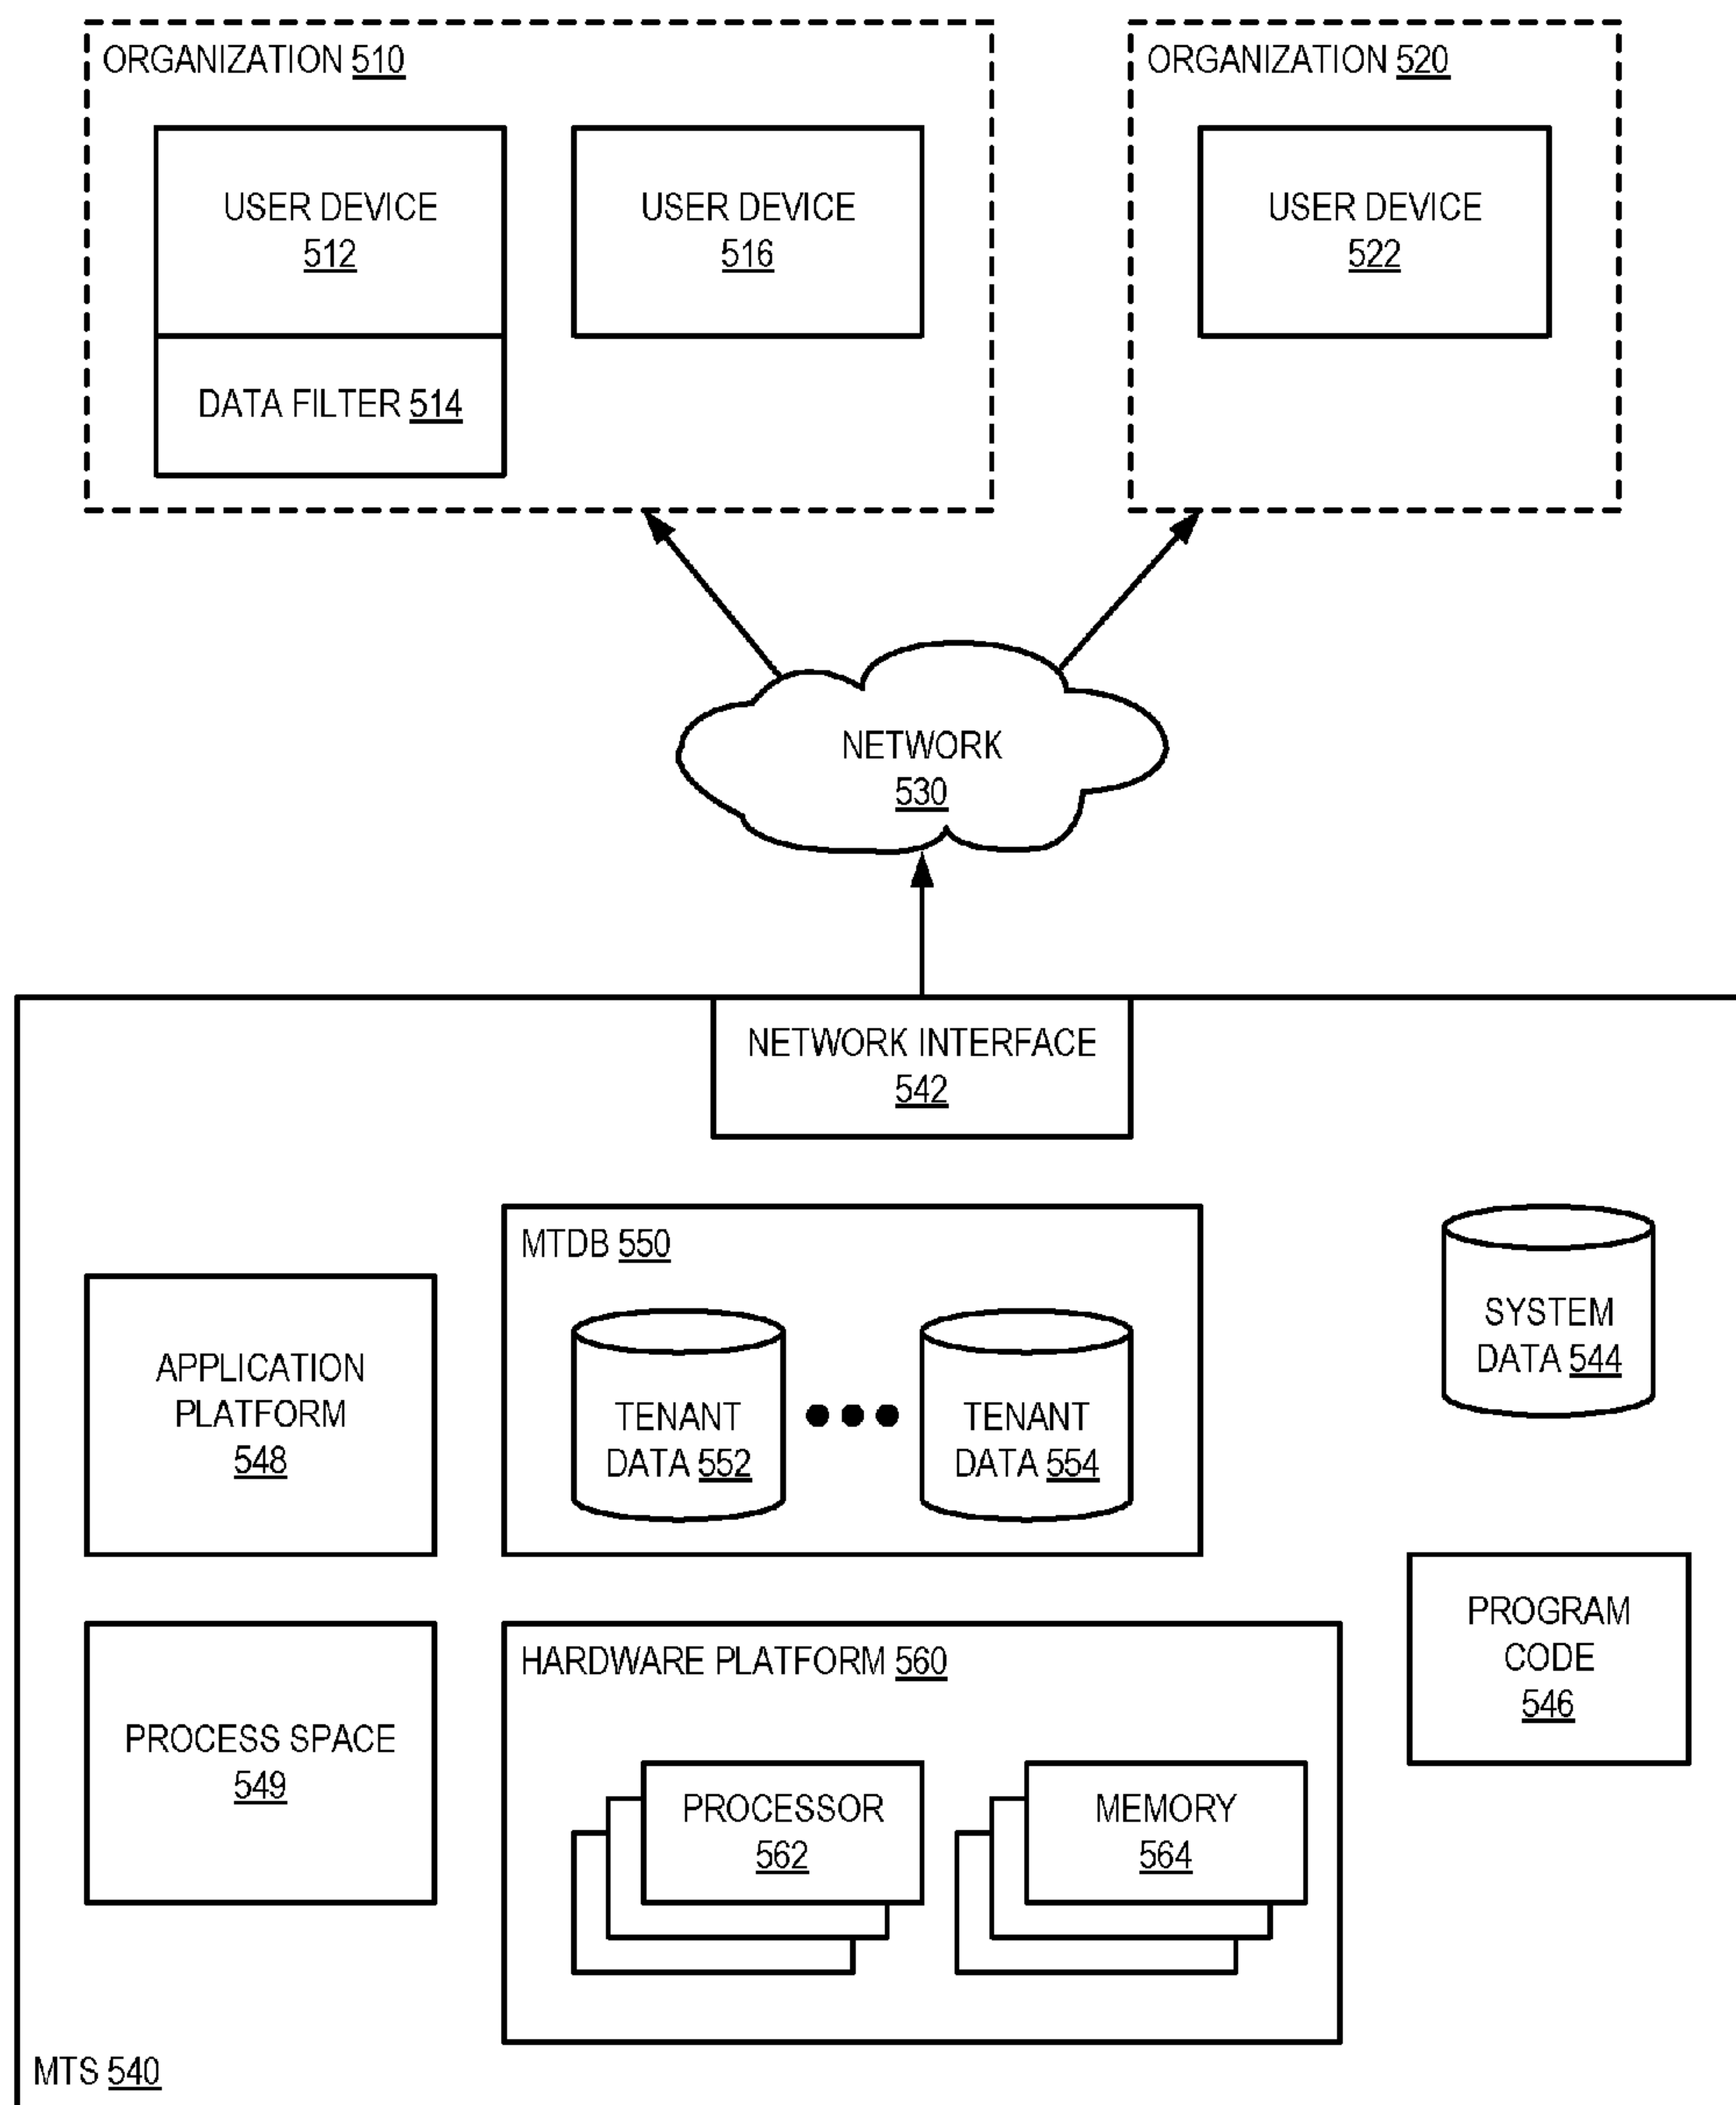 ORGANIZATION 510
USER DEVICE
512
DATA FILTER 514
USER DEVICE
516
ORGANIZATION 520
USER DEVICE
522
NETWORK
530
NETWORK INTERFACE
542
APPLICATION
PLATFORM
548
MTDB 550
TENANT
DATA 552
TENANT
DATA 554
SYSTEM
DATA 544
PROCESS SPACE
549
HARDWARE PLATFORM 560
PROCESSOR
562
MEMORY
564
PROGRAM
CODE
546
MTS 540